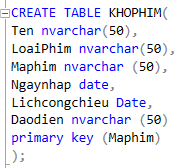 CREATE TABLE KHOPHIM(
Ten nvarchar(50),
LoaiPhim nvarchar(50),
Maphim nvarchar (50),
Ngaynhap date,
Lichcongchieu Date,
Daodien nvarchar (50)
primary key (Maphim)
);